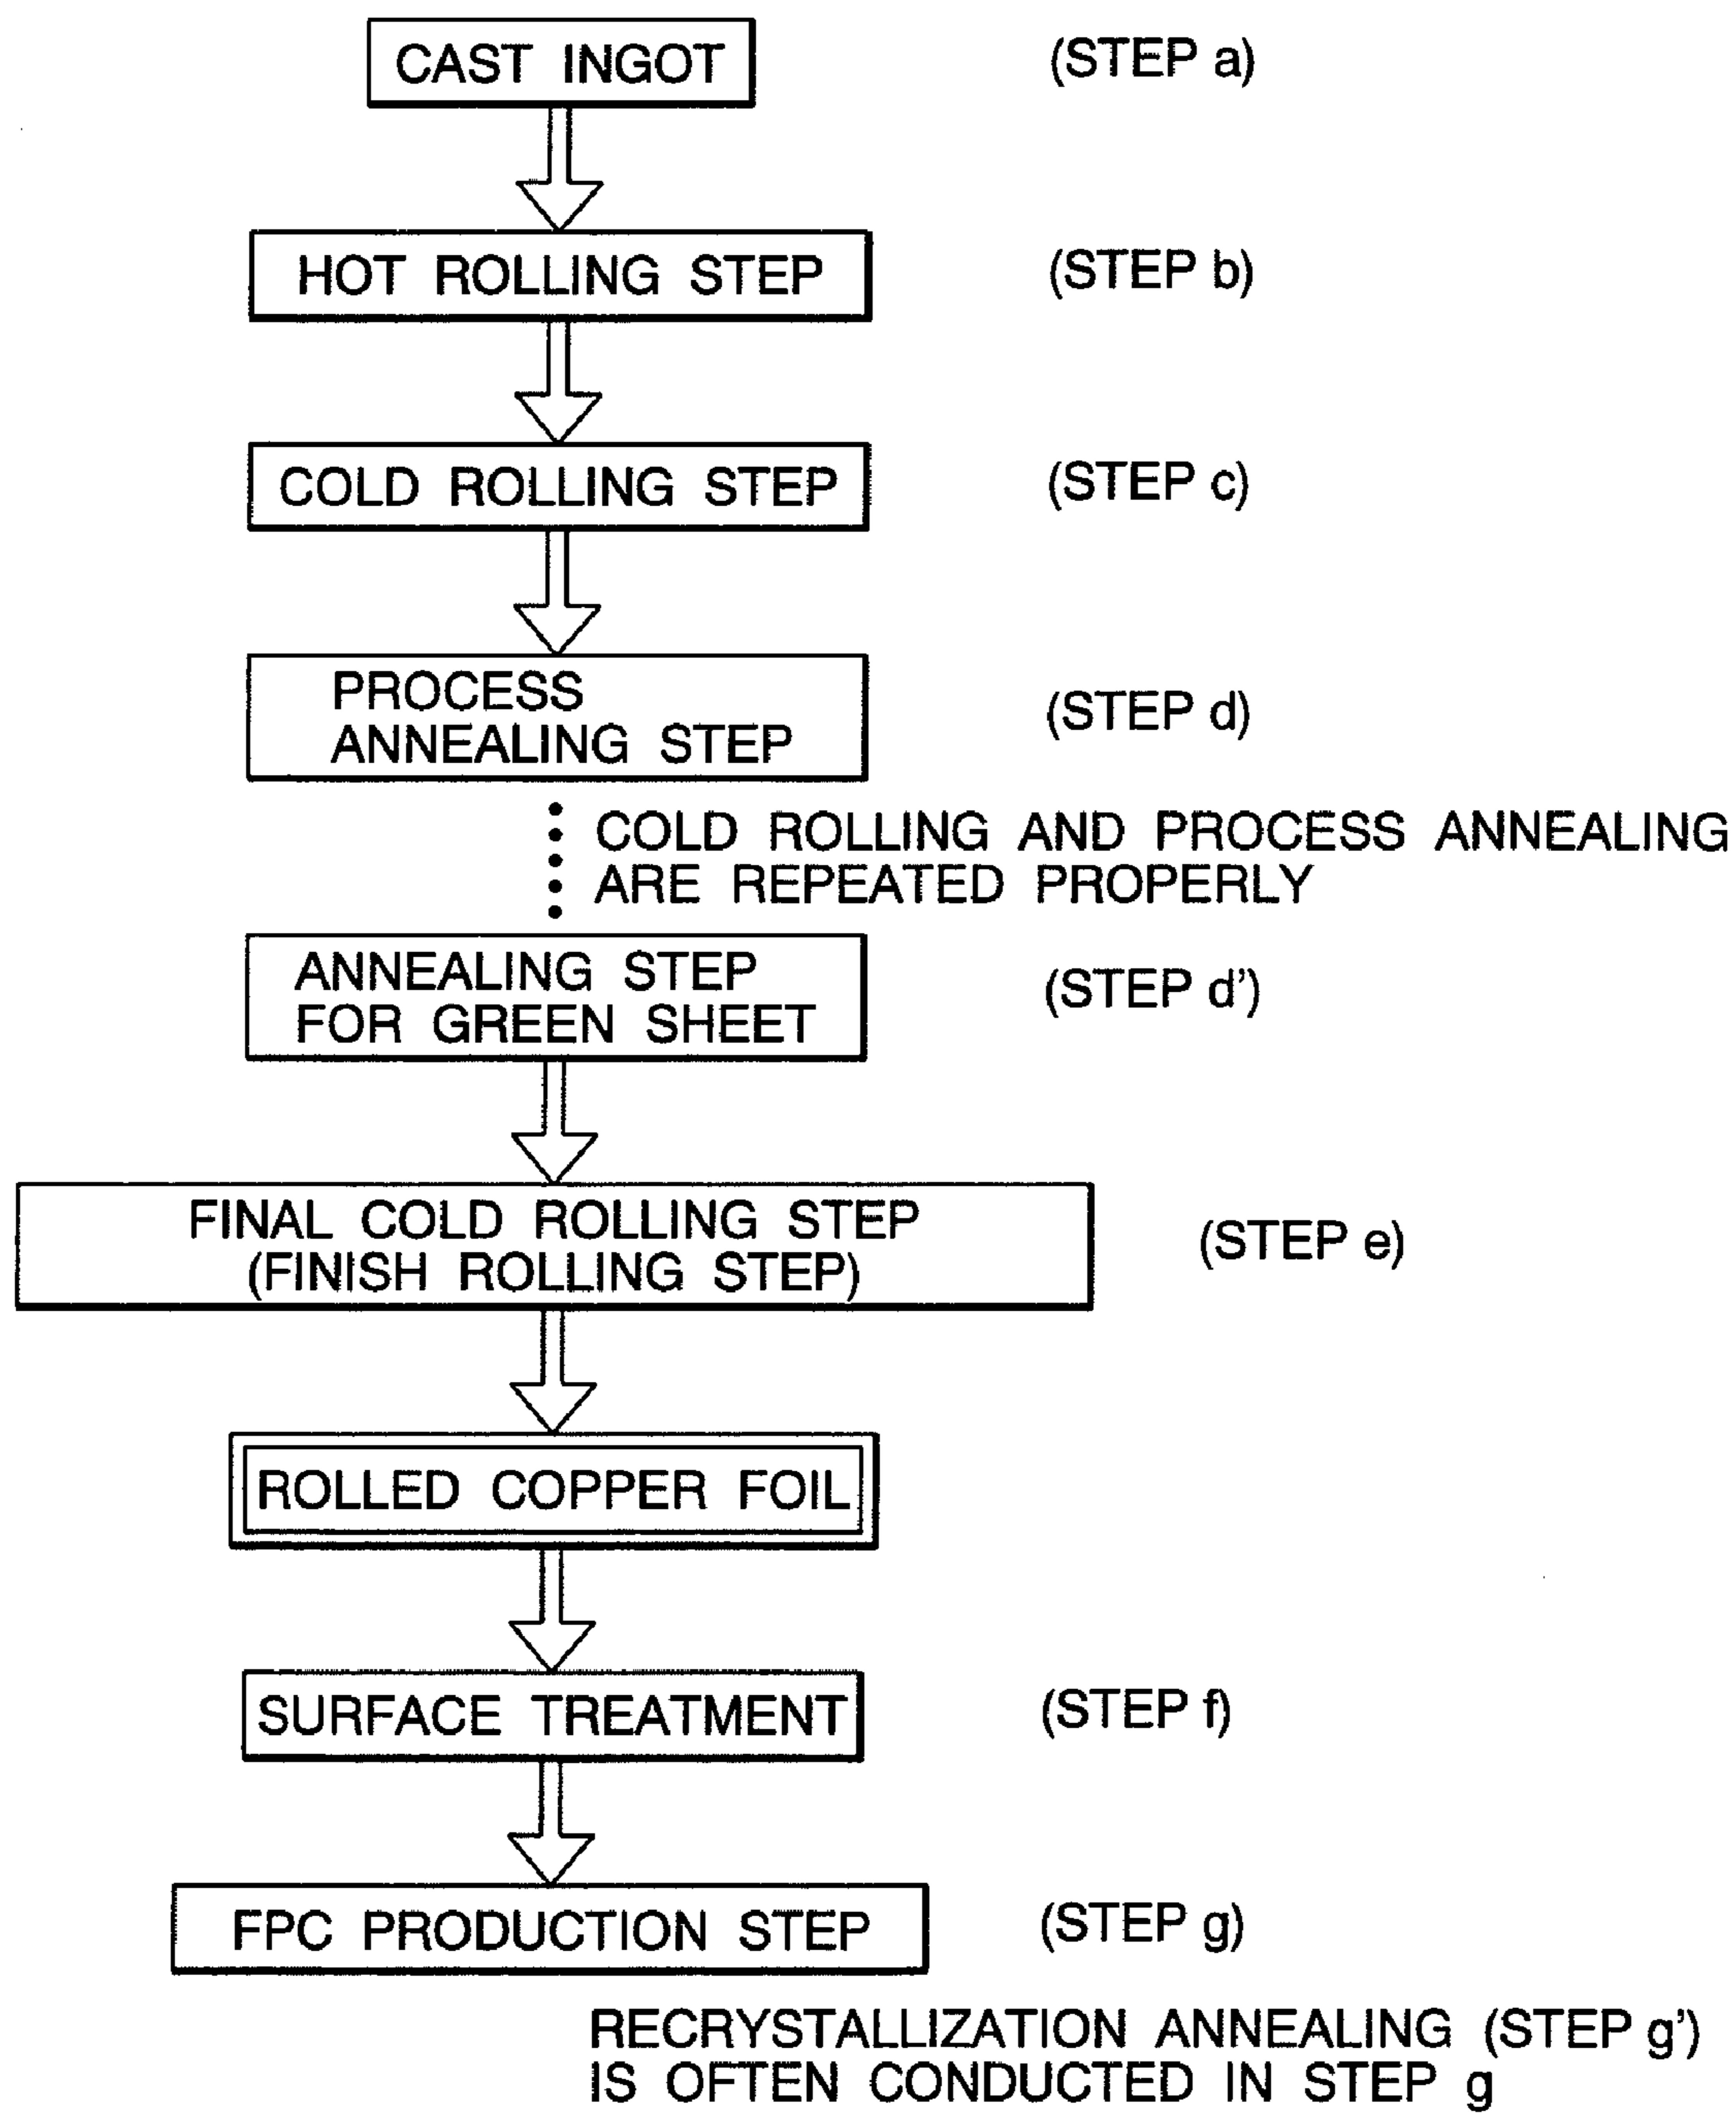 CAST INGOT (STEP a)
HOT ROLLING STEP (STEP b)
COLD ROLLING STEP (STEP c)
PROCESS
ANNEALING STEP
(STEP d)
COLD ROLLING AND PROCESS ANNEALING
ARE REPEATED PROPERLY
ANNEALING STEP
FOR GREEN SHEET
(STEP d')
FINAL COLD ROLLING STEP
(FINISH ROLLING STEP)
(STEP e)
ROLLED COPPER FOIL
SURFACE TREATMENT (STEP f)
FPC PRODUCTION STEP (STEP g)
RECRYSTALLIZATION ANNEALING (STEP g')
IS OFTEN CONDUCTED IN STEP g